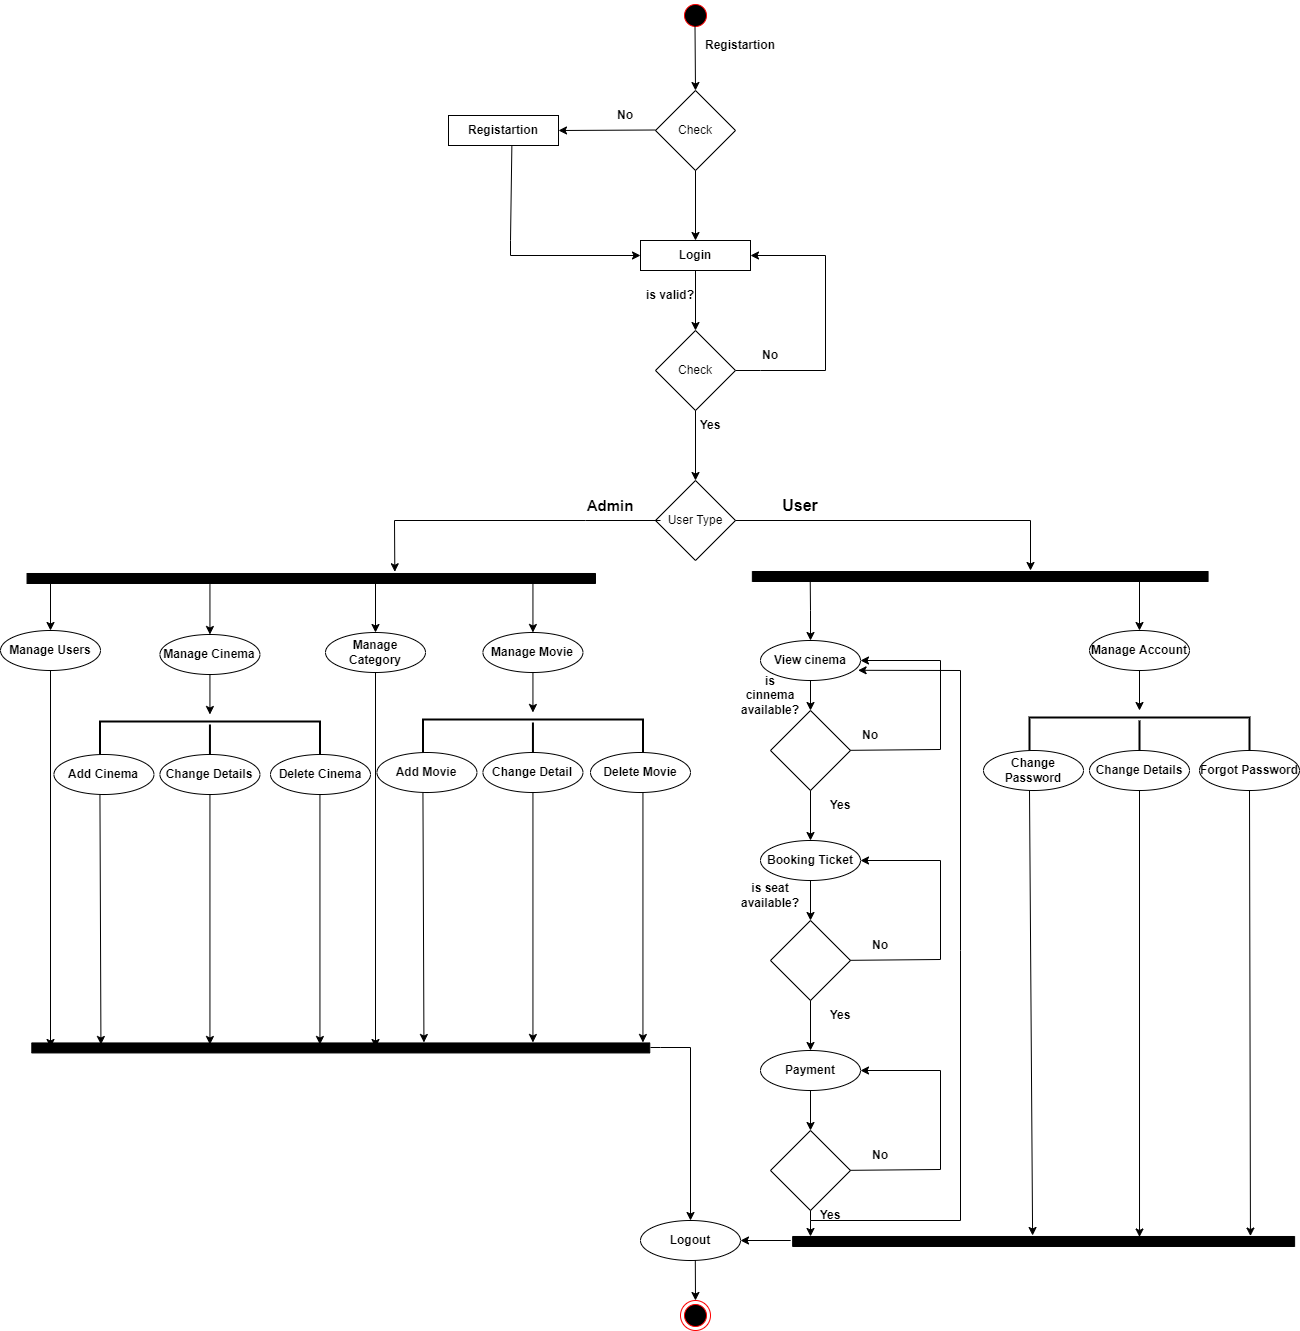 Registartion
No
Check
Registartion
Login
is valid?
Check
No
Yes
Admin
User
User Type
Manage Users
Manage Cinema
Manage
Category
Manage Movie
View cinema
Manage Account
is
cinnema
available?
No
Add Cinema
Change Details
Delete Cinema
Add Movie
Change Detail
Delete Movie
Change
Password
Change Details
Forgot Password
Yes
Booking Ticket
is seat
available?
No
Yes
Payment
No
Yes
Logout